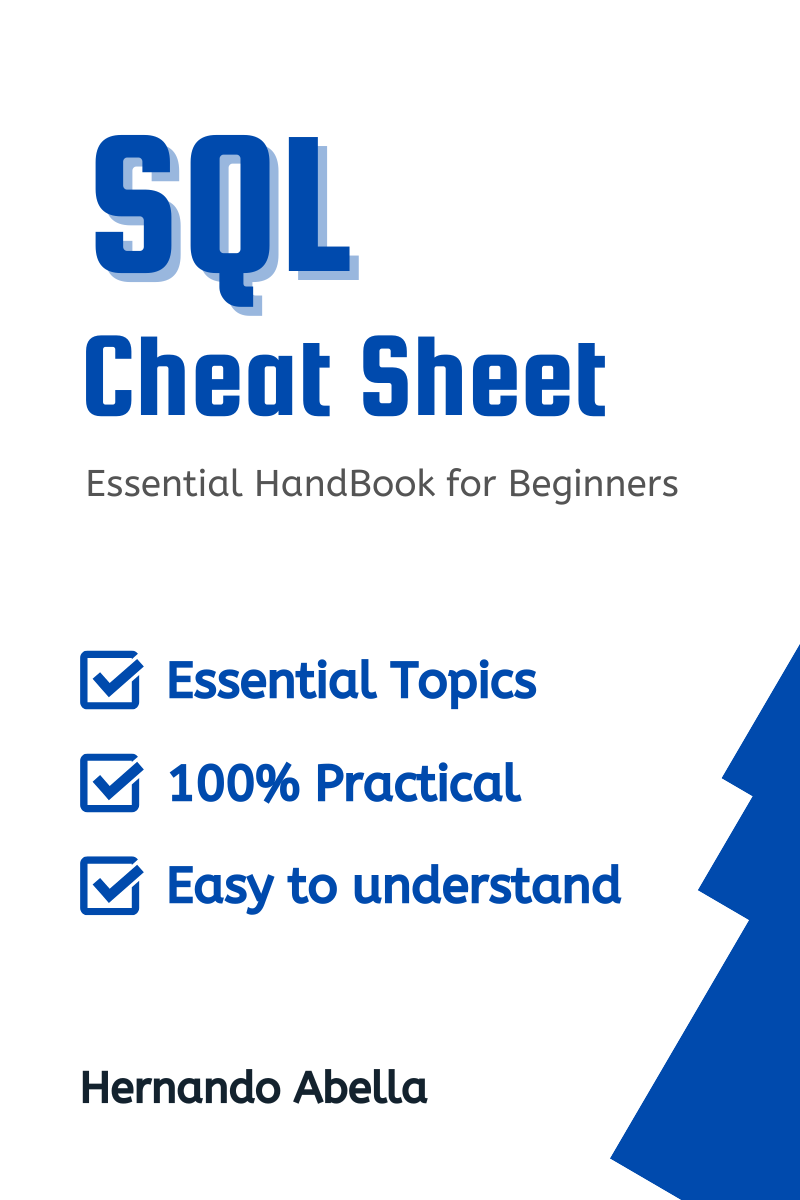 SQL
Cheat Sheet
Essential HandBook for Beginners
Essential Topics
100% Practical
Easy to understand
Hernando Abella